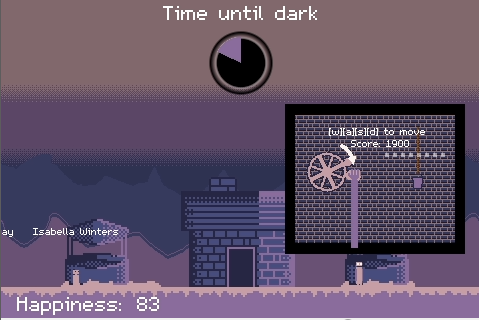 Time until dark
[w][a][s][d] to move
Score: 1900
ay Isabella Winters
Happiness: 83